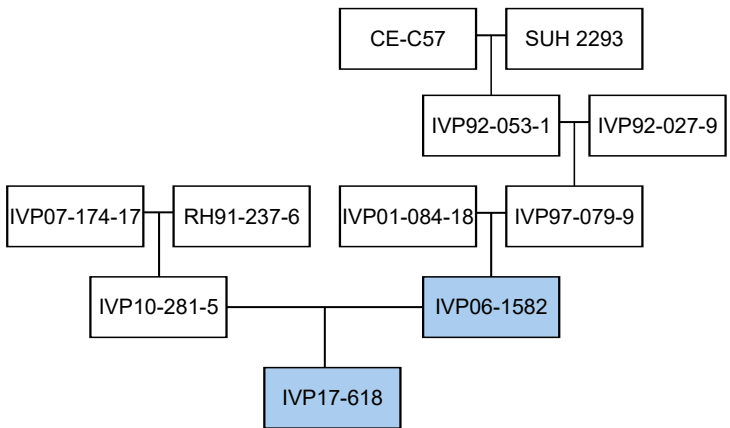 CE-C57
SUH 2293
IVP92-053-1
IVP92-027-9
IVP07-174-17
RH91-237-6
IVP01-084-18
IVP97-079-9
IVP10-281-5
IVP06-1582
IVP17-618